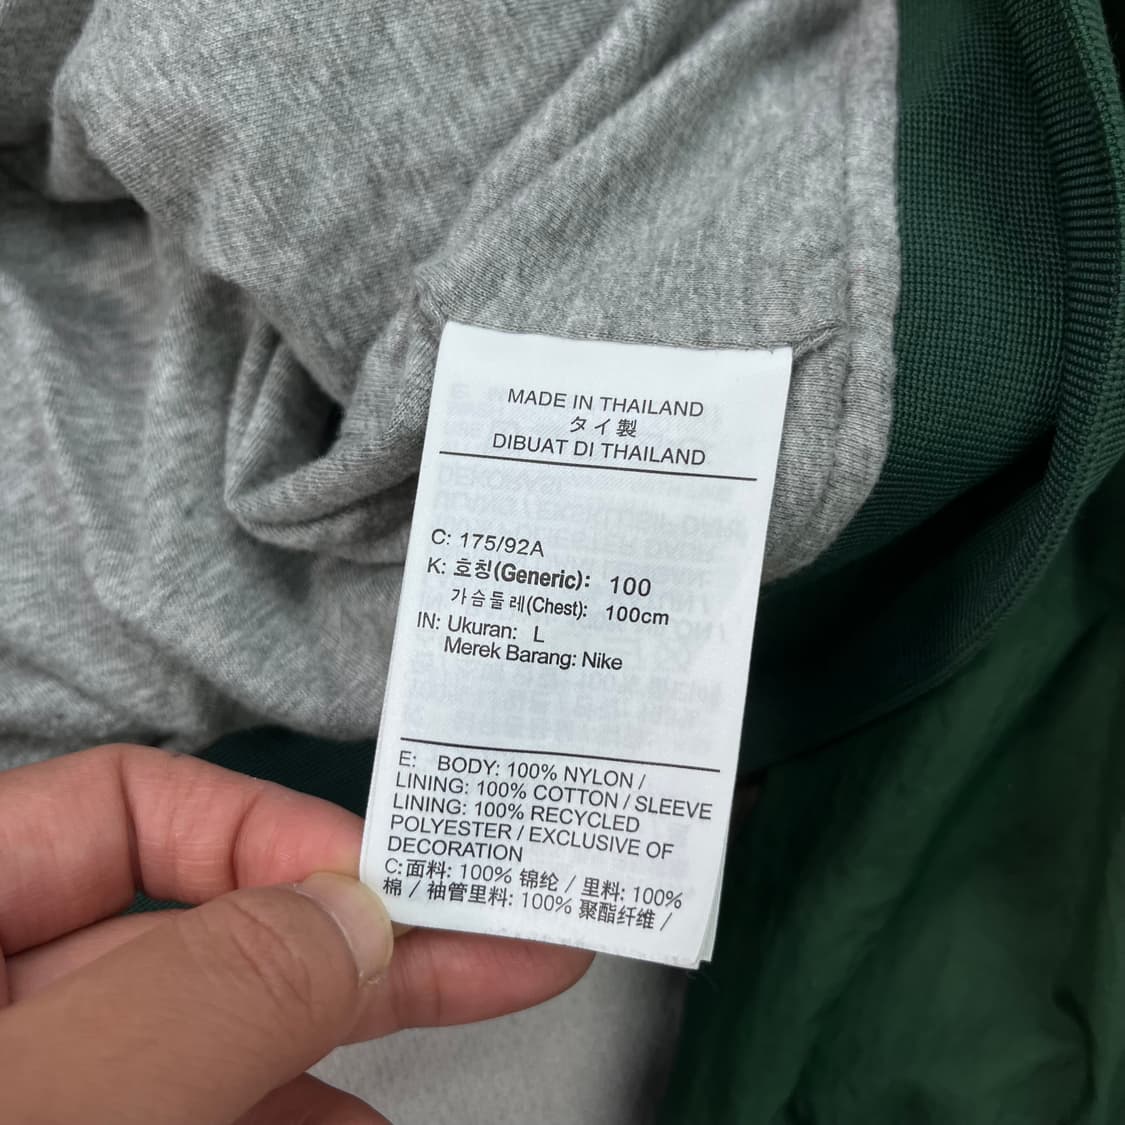 MADE IN THAILAND
タイ製
DIBUAT DI THAILAND
C: 175/92A
K: 호칭(Generic): 100
가슴둘레(Chest): 100cm
IN: Ukuran: L
Merek Barang: Nike
E: BODY: 100% NYLON /
LINING: 100% COTTON / SLEEVE
LINING: 100% RECYCLED
POLYESTER / EXCLUSIVE OF
DECORATION
C: 面料: 100% 锦纶 / 里料: 100%
棉 / 袖管里料: 100% 聚酯纤维 /